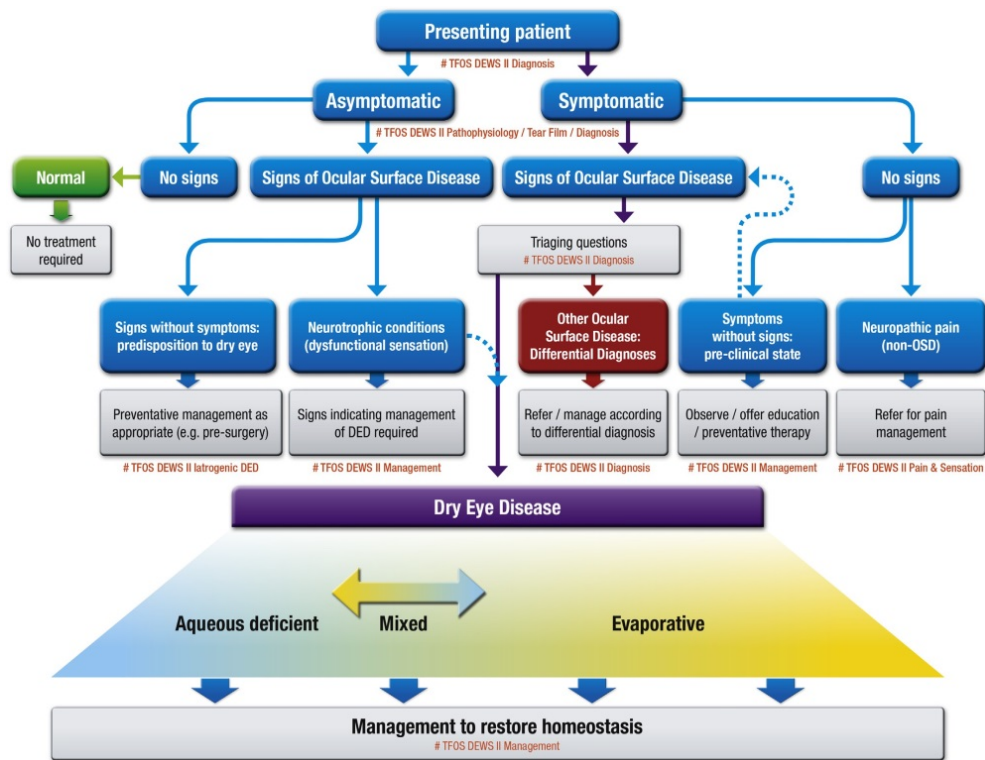 Presenting patient
# TFOS DEWS II Diagnosis
Asymptomatic
Symptomatic
# TFOS DEWS II Pathophysiology / Tear Film / Diagnosis
Normal
No signs
Signs of Ocular Surface Disease
Signs of Ocular Surface Disease
No signs
No treatment
required
Triaging questions
# TFOS DEWS II Diagnosis
Signs without symptoms:
predisposition to dry eye
Neurotrophic conditions
(dysfunctional sensation)
Other Ocular
Surface Disease:
Differential Diagnoses
Symptoms
without signs:
pre-clinical state
Neuropathic pain
(non-OSD)
Preventative management as
appropriate (e.g. pre-surgery)
# TFOS DEWS II Iatrogenic DED
Signs indicating management
of DED required
# TFOS DEWS II Management
Refer / manage according
to differential diagnosis
# TFOS DEWS II Diagnosis
Observe / offer education
/ preventative therapy
# TFOS DEWS II Management
Refer for pain
management
# TFOS DEWS II Pain & Sensation
Dry Eye Disease
Aqueous deficient
Mixed
Evaporative
Management to restore homeostasis
# TFOS DEWS II Management